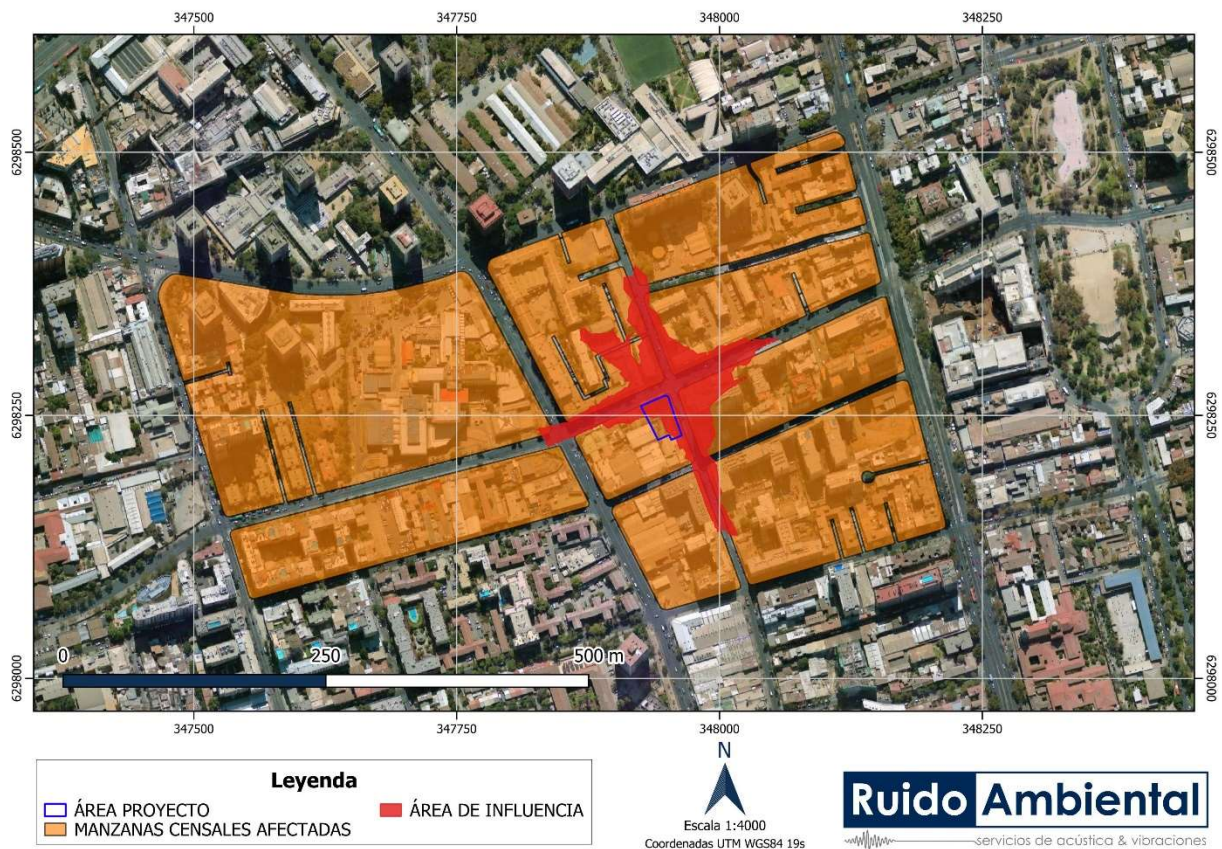 347500 347750 348000 348250
6298500 6298500
6298250 6298250
6298000 6298000
0 250 500 m
347500 347750 348000 348250
Leyenda
ÁREA PROYECTO ÁREA DE INFLUENCIA
MANZANAS CENSALES AFECTADAS
N
Escala 1:4000
Coordenadas UTM WGS84 19s
Ruido Ambiental
servicios de acústica & vibraciones